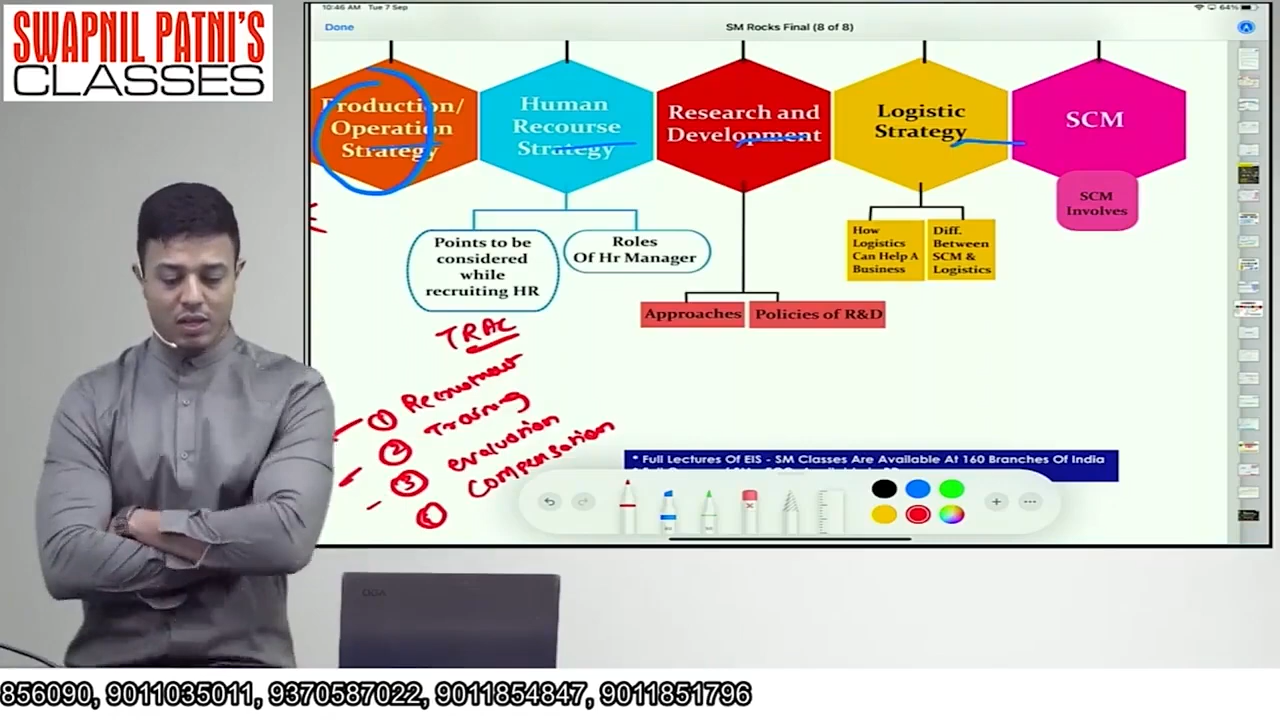 SWAPNIL PATNI'S
CLASSES
10:46 AM Tue 7 Sep
64%
Done
SM Rocks Final (8 of 8)
Production/
Operation
Strategy
Human
Recourse
Strategy
Research and
Development
Logistic
Strategy
SCM
SCM
Involves
Points to be
considered
while
recruiting HR
Roles
Of Hr Manager
How
Logistics
Can Help A
Business
Diff.
Between
SCM &
Logistics
Approaches
Policies of R&D
TRAC
① Recruitment
② Training
③ evaluation
Compensation
* Full Lectures Of EIS - SM Classes Are Available At 160 Branches Of India
856090, 9011035011, 9370587022, 9011854847, 9011851796